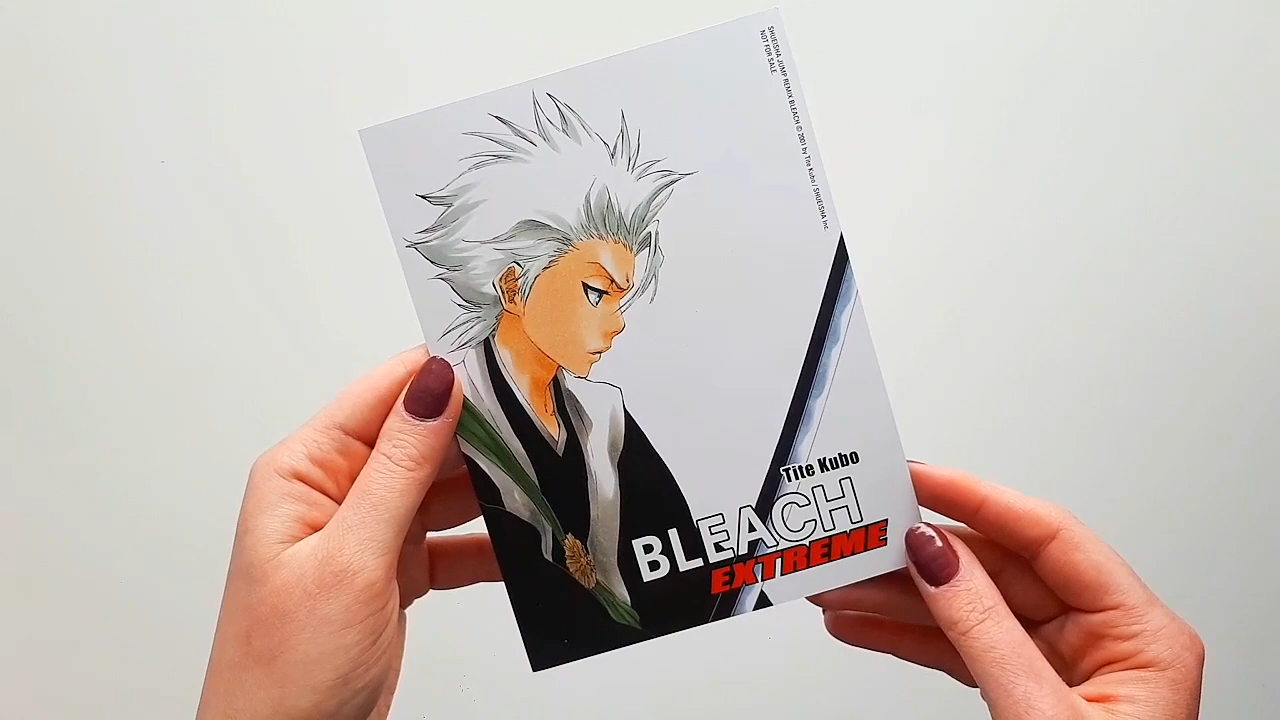 SHUEISHA JUMP REMIX BLEACH © 2001 by Tite Kubo / SHUEISHA Inc.
NOT FOR SALE.
Tite Kubo
BLEACH
EXTREME